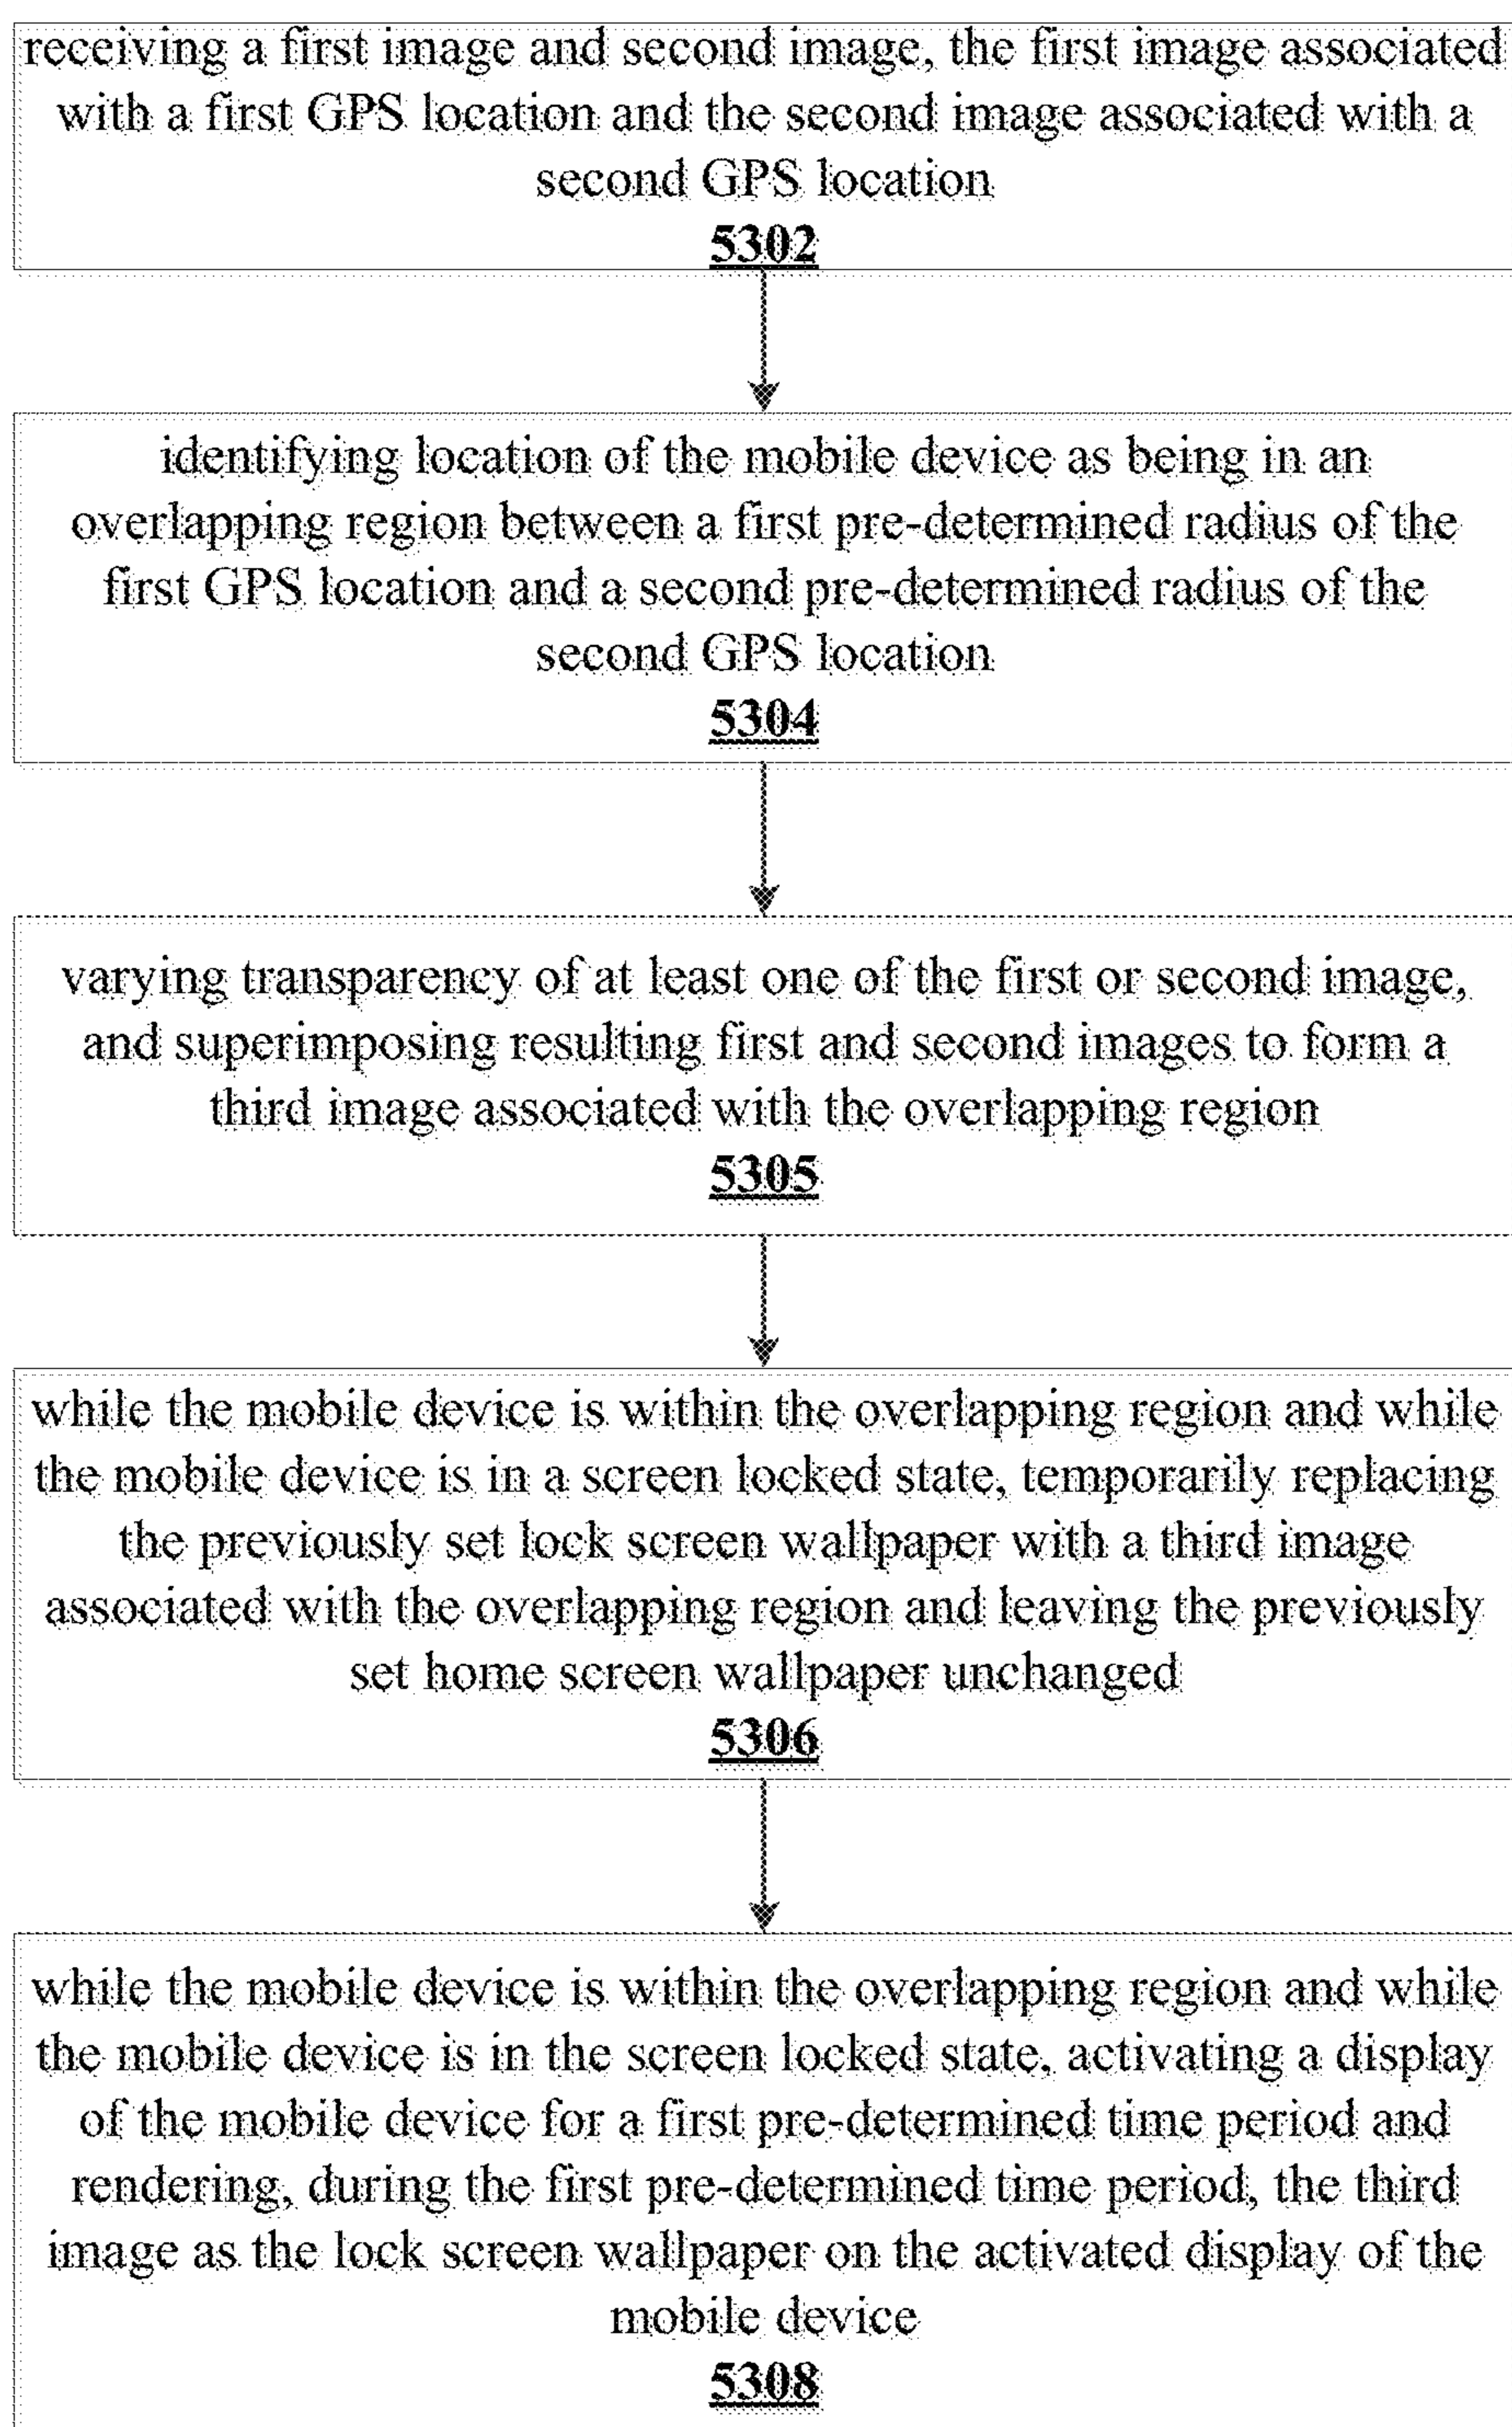 receiving a first image and second image, the first image associated
with a first GPS location and the second image associated with a
second GPS location
5302
identifying location of the mobile device as being in an
overlapping region between a first pre-determined radius of the
first GPS location and a second pre-determined radius of the
second GPS location
5304
varying transparency of at least one of the first or second image,
and superimposing resulting first and second images to form a
third image associated with the overlapping region
5305
while the mobile device is within the overlapping region and while
the mobile device is in a screen locked state, temporarily replacing
the previously set lock screen wallpaper with a third image
associated with the overlapping region and leaving the previously
set home screen wallpaper unchanged
5306
while the mobile device is within the overlapping region and while
the mobile device is in the screen locked state, activating a display
of the mobile device for a first pre-determined time period and
rendering, during the first pre-determined time period, the third
image as the lock screen wallpaper on the activated display of the
mobile device
5308